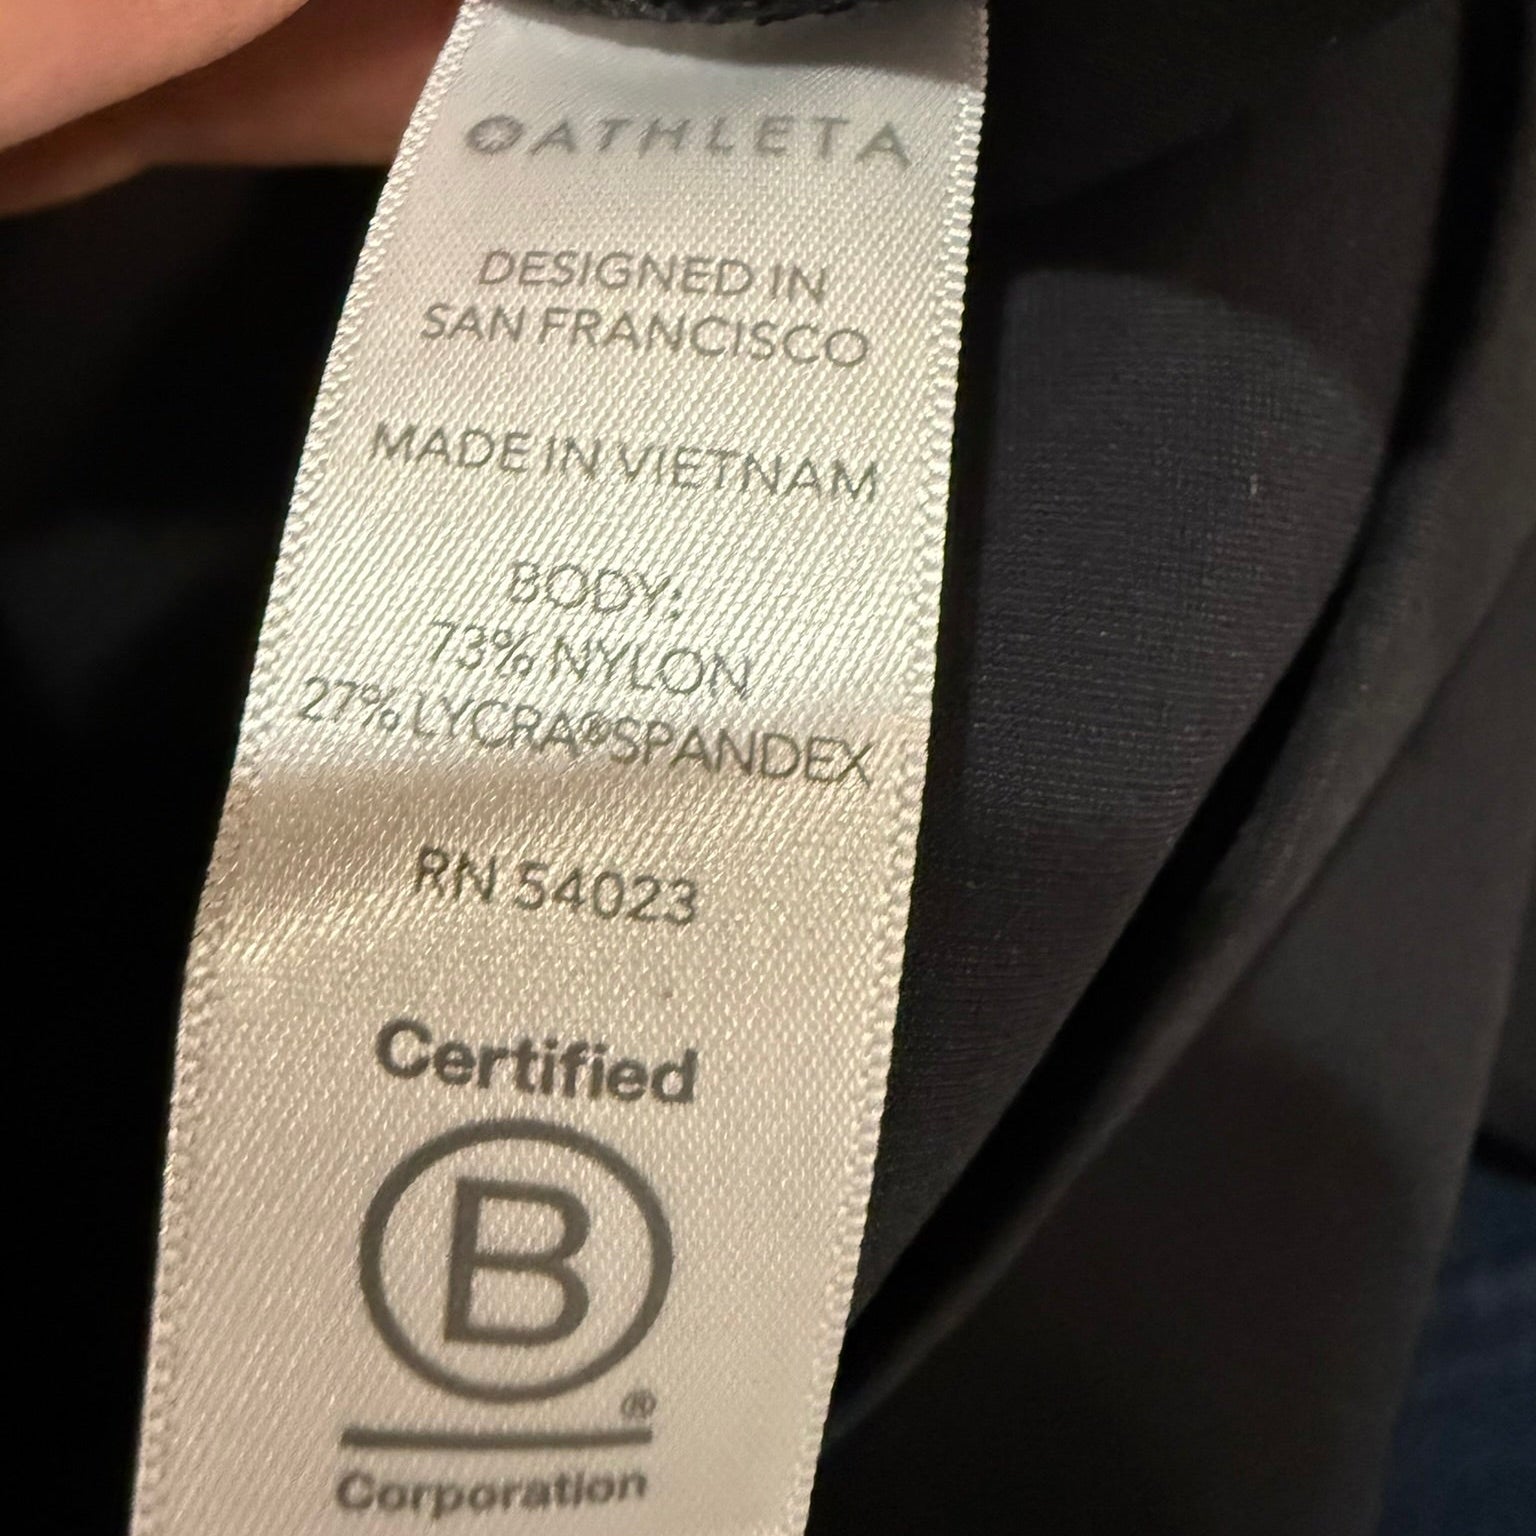 ATHLETA
DESIGNED IN
SAN FRANCISCO
MADE IN VIETNAM
BODY:
73% NYLON
27% LYCRA® SPANDEX
RN 54023
Certified
B
®
Corporation